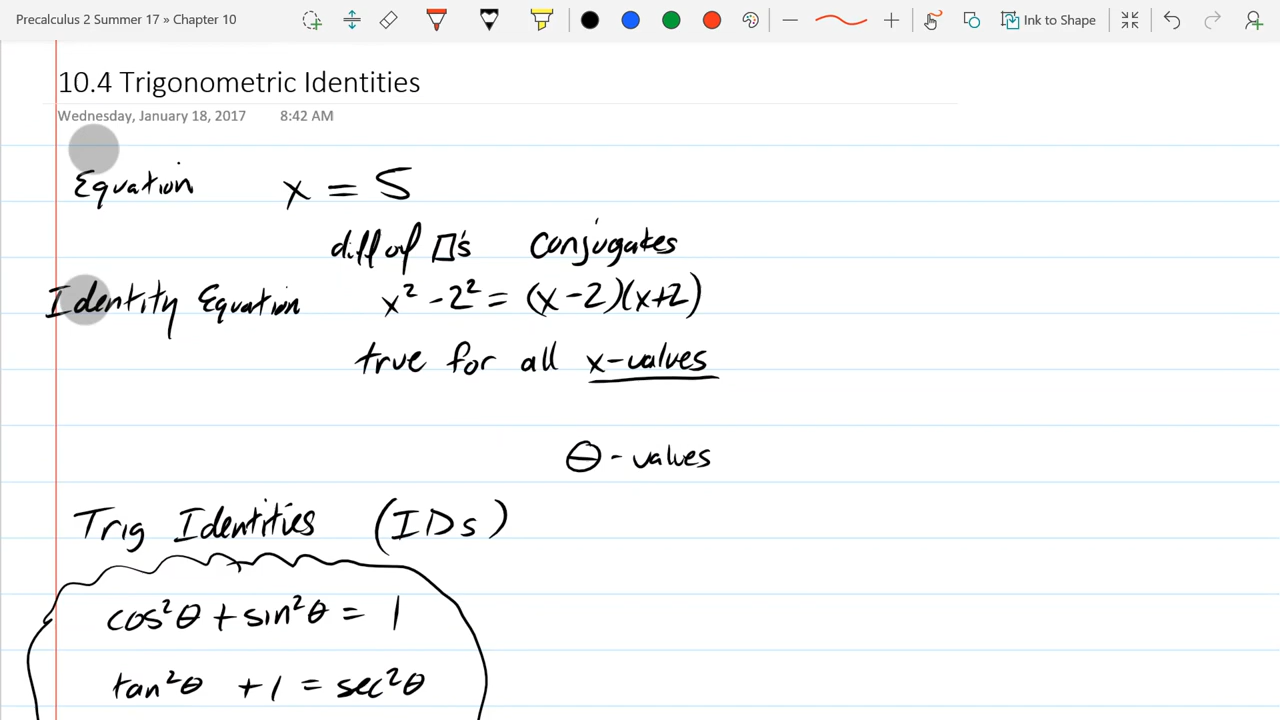 Precalculus 2 Summer 17 » Chapter 10
Ink to Shape
10.4 Trigonometric Identities
Wednesday, January 18, 2017 8:42 AM
Equation x = 5
diff of □'s conjugates
Identity Equation x² - 2² = (x - 2)(x+2)
true for all x-values
θ - values
Trig Identities (IDs)
cos²θ + sin²θ = 1
tan²θ + 1 = sec²θ